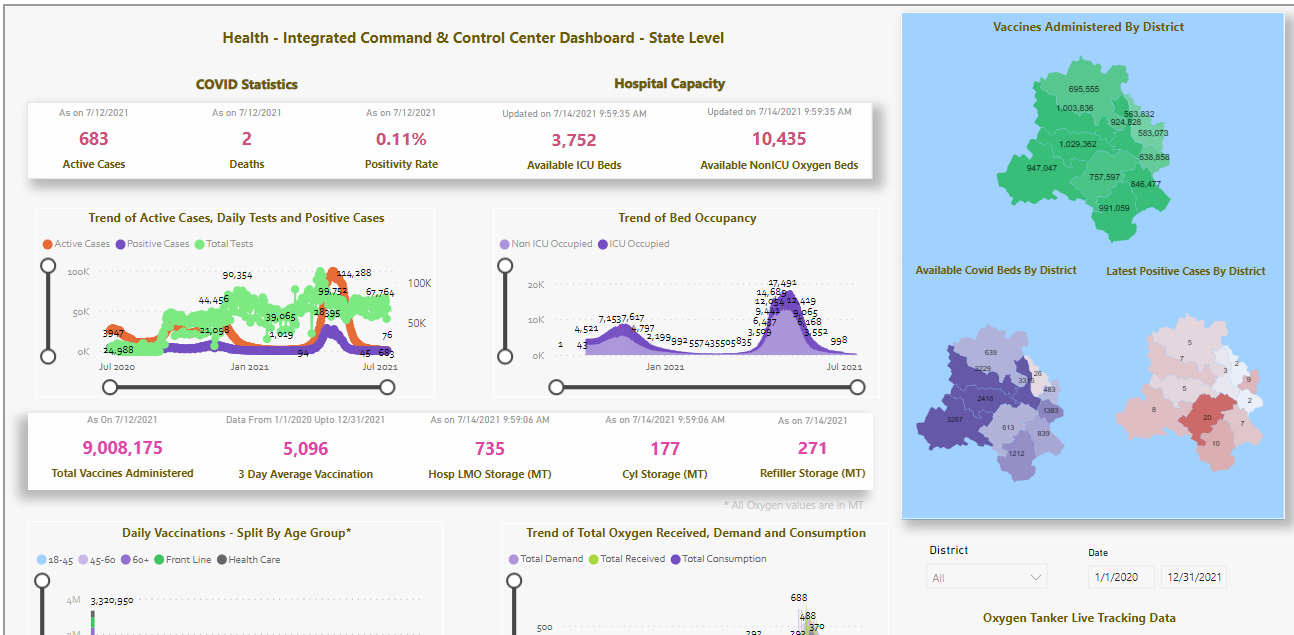 Health - Integrated Command & Control Center Dashboard - State Level
COVID Statistics
Hospital Capacity
As on 7/12/2021
683
Active Cases
As on 7/12/2021
2
Deaths
As on 7/12/2021
0.11%
Positivity Rate
Updated on 7/14/2021 9:59:35 AM
3,752
Available ICU Beds
Updated on 7/14/2021 9:59:35 AM
10,435
Available NonICU Oxygen Beds
Trend of Active Cases, Daily Tests and Positive Cases
Active Cases Positive Cases Total Tests
100K
50K
0K
100K
50K
3947
24,988
44,456
90,354
21,098
39,065
1,019
114,288
99,752
28395
67,764
76
94
45
683
Jul 2020 Jan 2021 Jul 2021
Trend of Bed Occupancy
Non ICU Occupied ICU Occupied
20K
10K
0K
1
4,521
43
7,153
7,617
4,797
2,199
992
557
435
505
835
17,491
14,689
12,419
9,065
6,168
3,552
3,599
998
Jan 2021 Jul 2021
As On 7/12/2021
9,008,175
Total Vaccines Administered
Data From 1/1/2020 Upto 12/31/2021
5,096
3 Day Average Vaccination
As on 7/14/2021 9:59:06 AM
735
Hosp LMO Storage (MT)
As on 7/14/2021 9:59:06 AM
177
Cyl Storage (MT)
As on 7/14/2021
271
Refiller Storage (MT)
* All Oxygen values are in MT
Daily Vaccinations - Split By Age Group*
18-45 45-60 60+ Front Line Health Care
4M
3,320,950
Trend of Total Oxygen Received, Demand and Consumption
Total Demand Total Received Total Consumption
500
688
488
370
Vaccines Administered By District
695,555
1,003,836
563,832
924,828
583,073
1,029,362
638,858
947,047
757,597
846,477
991,059
Available Covid Beds By District
639
3229
26
483
2416
1383
3267
613
839
1212
Latest Positive Cases By District
5
7
2
3
9
5
2
8
20
7
10
District
All
Date
1/1/2020 12/31/2021
Oxygen Tanker Live Tracking Data